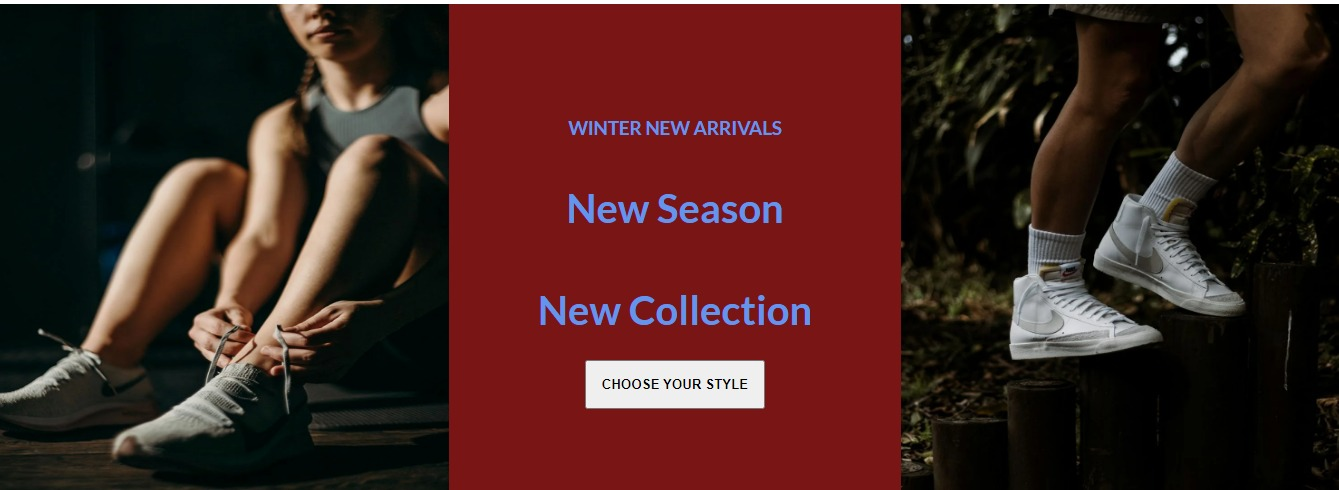 WINTER NEW ARRIVALS
New Season
New Collection
CHOOSE YOUR STYLE